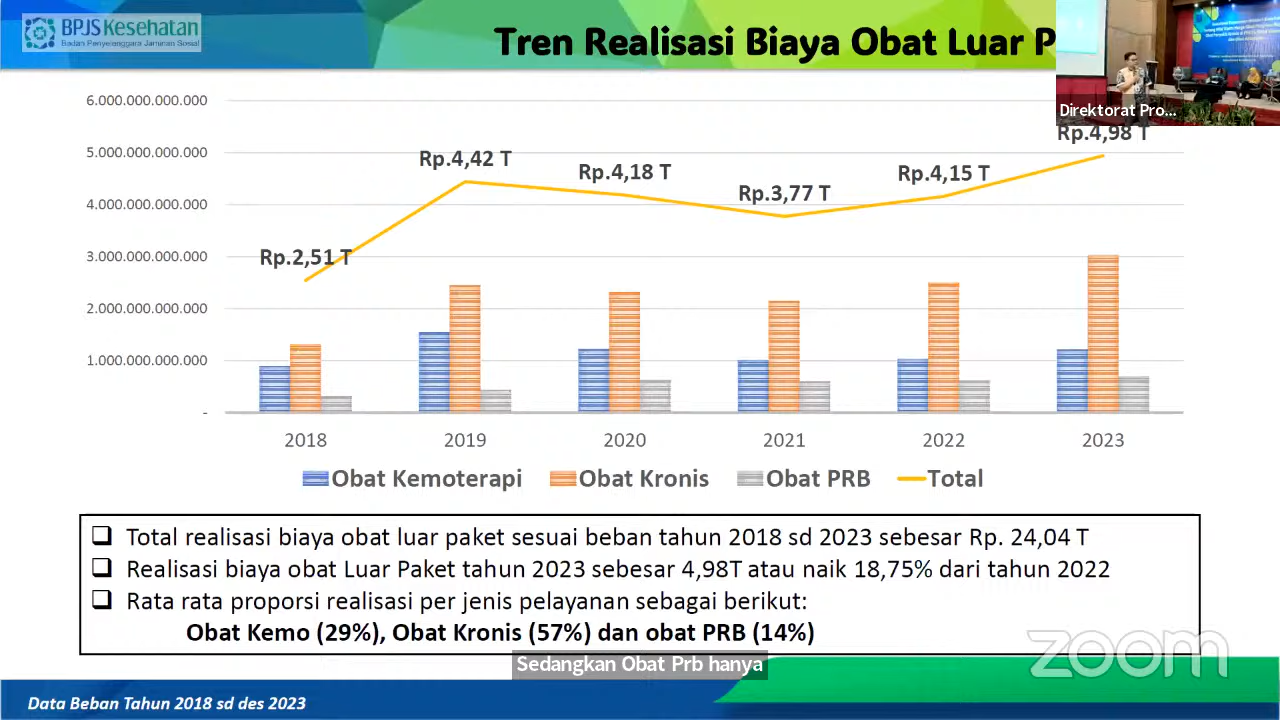 BPJS Kesehatan
Badan Penyelenggara Jaminan Sosial
Tren Realisasi Biaya Obat Luar P
Direktorat Pro...
6.000.000.000.000
5.000.000.000.000
4.000.000.000.000
3.000.000.000.000
2.000.000.000.000
1.000.000.000.000
-
Rp.2,51 T
Rp.4,42 T
Rp.4,18 T
Rp.3,77 T
Rp.4,15 T
Rp.4,98 T
2018 2019 2020 2021 2022 2023
Obat Kemoterapi Obat Kronis Obat PRB Total
Total realisasi biaya obat luar paket sesuai beban tahun 2018 sd 2023 sebesar Rp. 24,04 T
Realisasi biaya obat Luar Paket tahun 2023 sebesar 4,98T atau naik 18,75% dari tahun 2022
Rata rata proporsi realisasi per jenis pelayanan sebagai berikut:
Obat Kemo (29%), Obat Kronis (57%) dan obat PRB (14%)
zoom
Sedangkan Obat Prb hanya
Data Beban Tahun 2018 sd des 2023